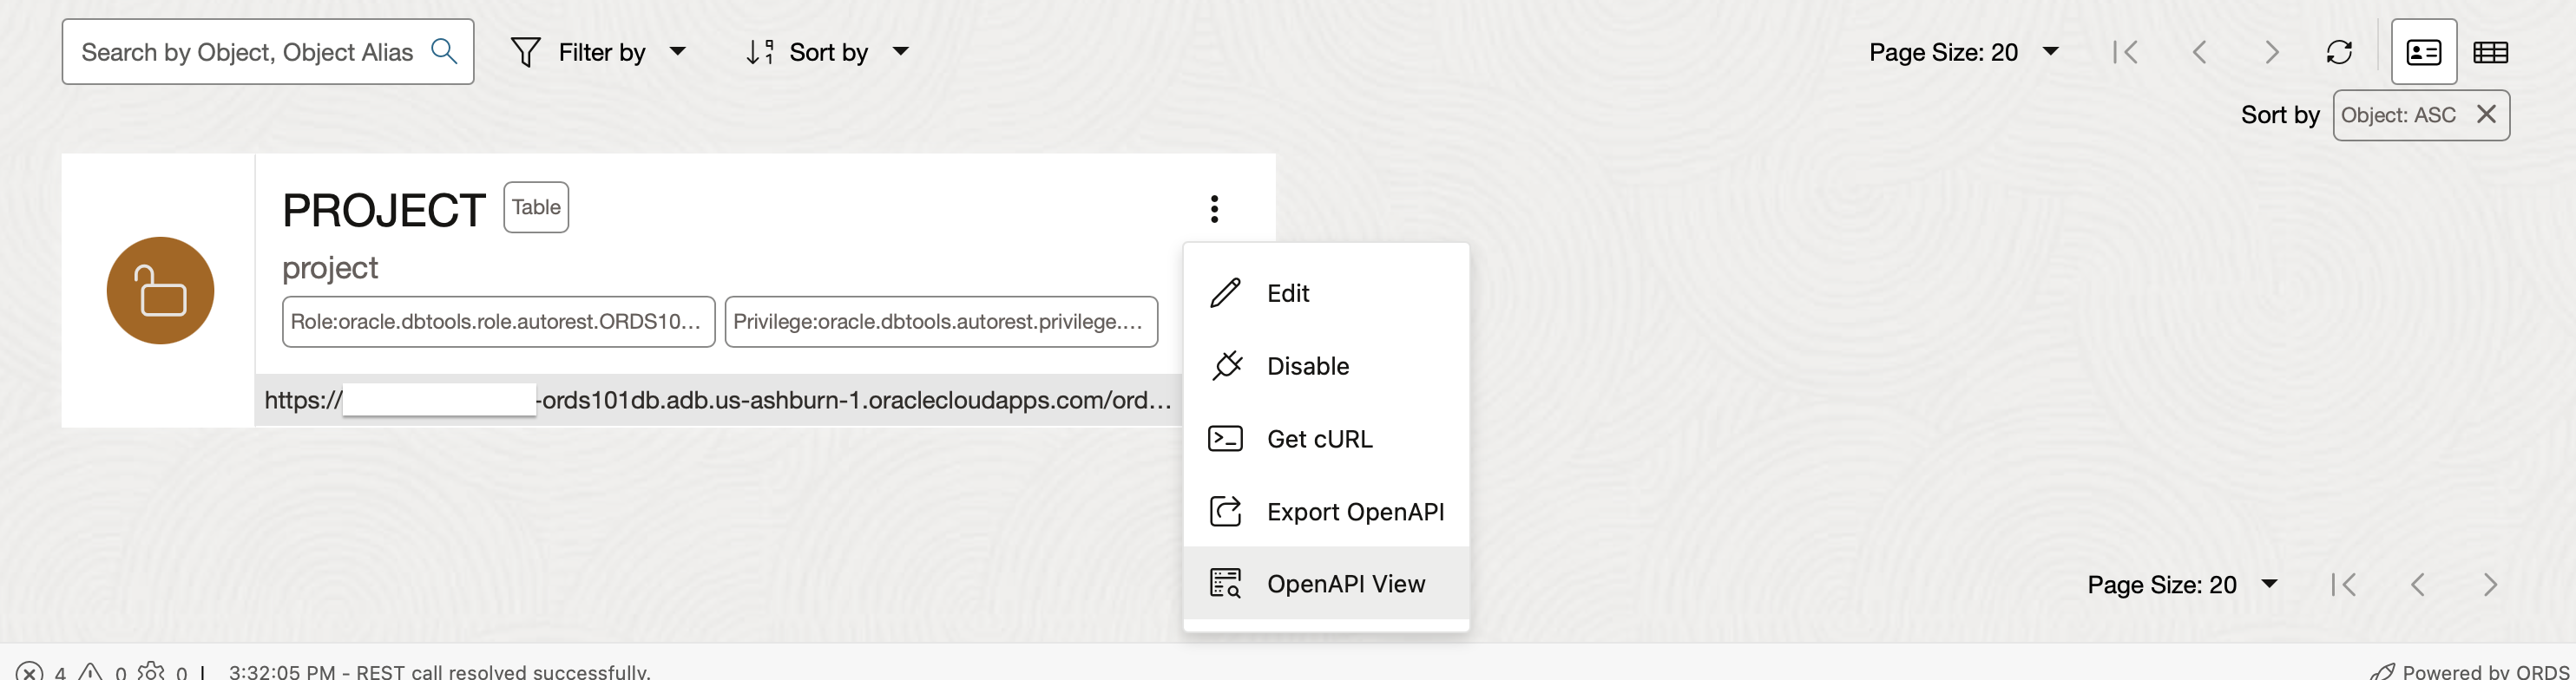 Search by Object, Object Alias
Filter by
Sort by
Page Size: 20
Sort by
Object: ASC
PROJECT
Table
project
Role:oracle.dbtools.role.autorest.ORDS10...
Privilege:oracle.dbtools.autorest.privilege....
https://
-ords101db.adb.us-ashburn-1.oraclecloudapps.com/ord...
Edit
Disable
Get cURL
Export OpenAPI
OpenAPI View
Page Size: 20
4 0 0 | 3:32:05 PM - REST call resolved successfully.
Powered by ORDS